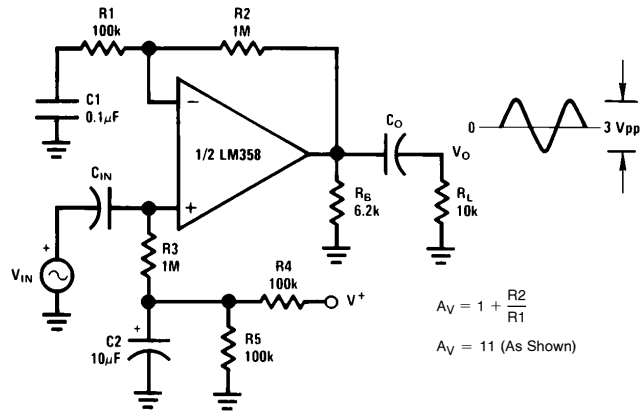 R1
100k
R2
1M
C1
0.1μF
−
1/2 LM358
+
CIN
VIN
+
R3
1M
R4
100k
V+
+
C2
10μF
R5
100k
CO
VO
RB
6.2k
RL
10k
0
3 Vpp
AV = 1 + R2/R1
AV = 11 (As Shown)